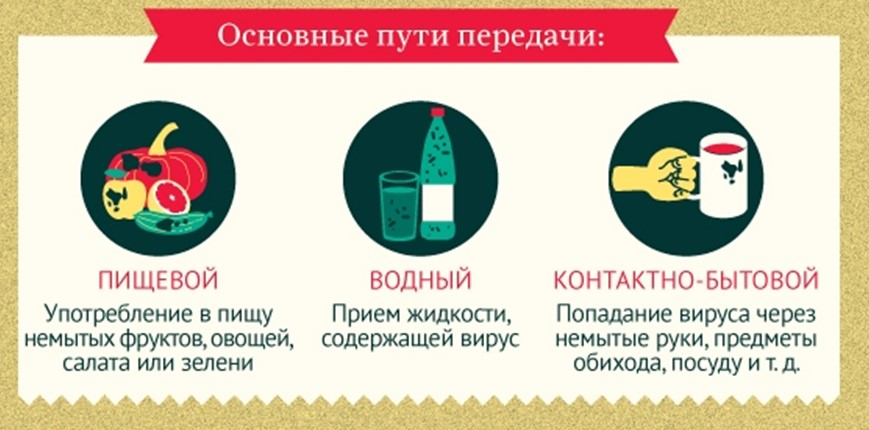 Основные пути передачи:
ПИЩЕВОЙ
Употребление в пищу
немытых фруктов, овощей,
салата или зелени
ВОДНЫЙ
Прием жидкости,
содержащей вирус
КОНТАКТНО-БЫТОВОЙ
Попадание вируса через
немытые руки, предметы
обихода, посуду и т. д.